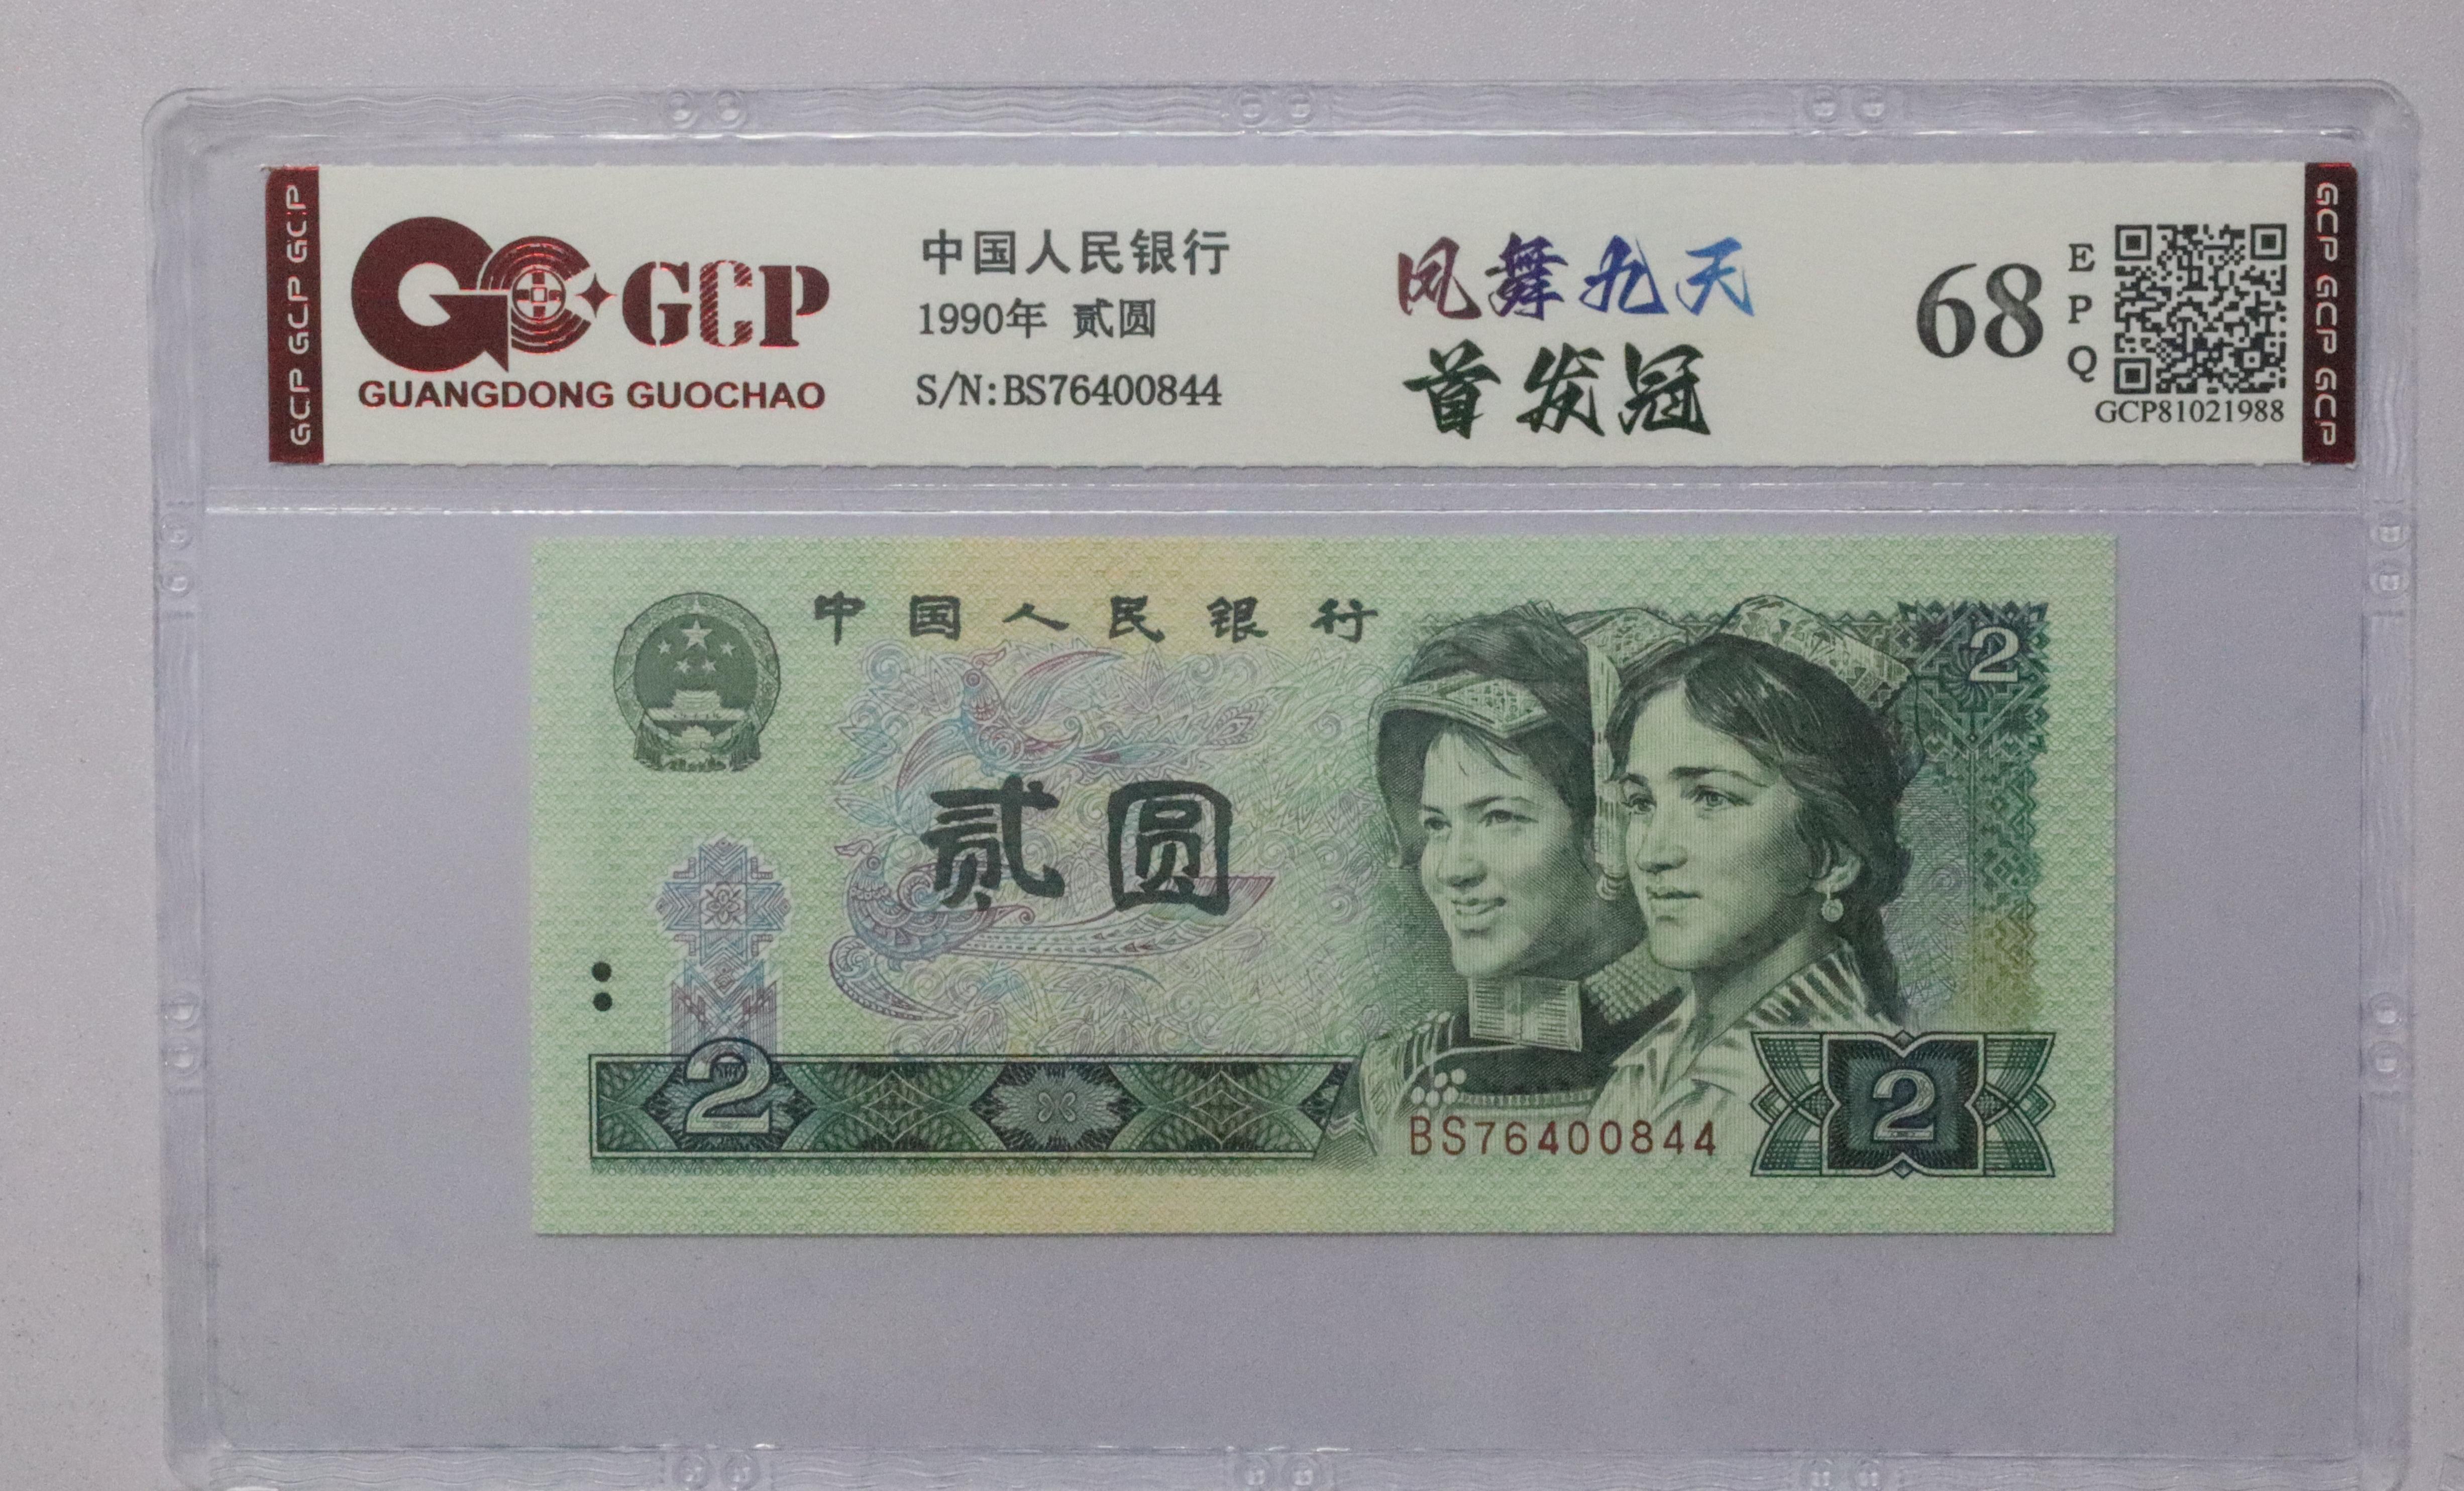 GCP GCP GCP
GCP
GUANGDONG GUOCHAO
中国人民银行
1990年 贰圆
S/N:BS76400844
凤舞九天
首发冠
68
EPQ
GCP81021988
GCP GCP GCP
中国人民银行
2
贰圆
2
BS76400844
2